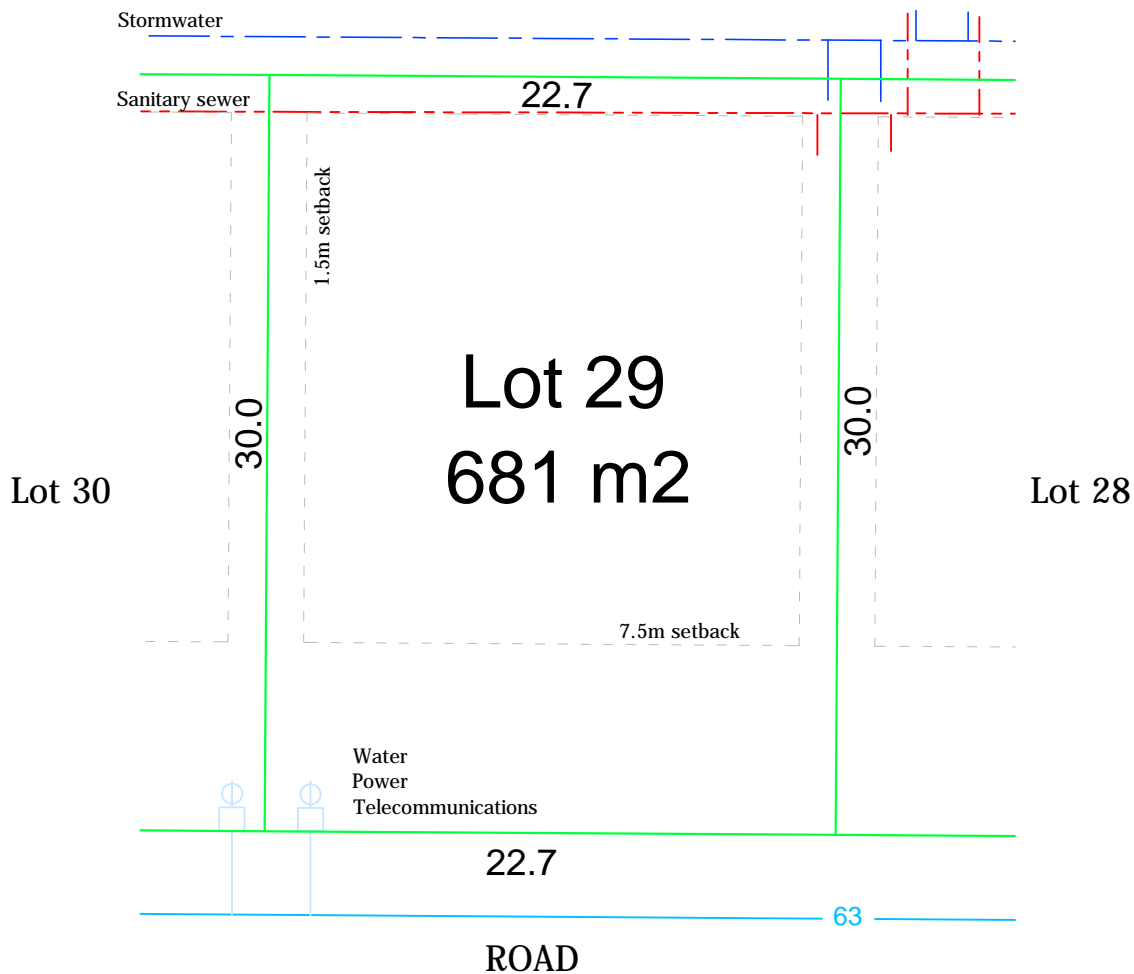 Stormwater
Sanitary sewer
22.7
1.5m setback
Lot 29
681 m2
30.0
30.0
Lot 30
Lot 28
7.5m setback
Water
Power
Telecommunications
22.7
63
ROAD